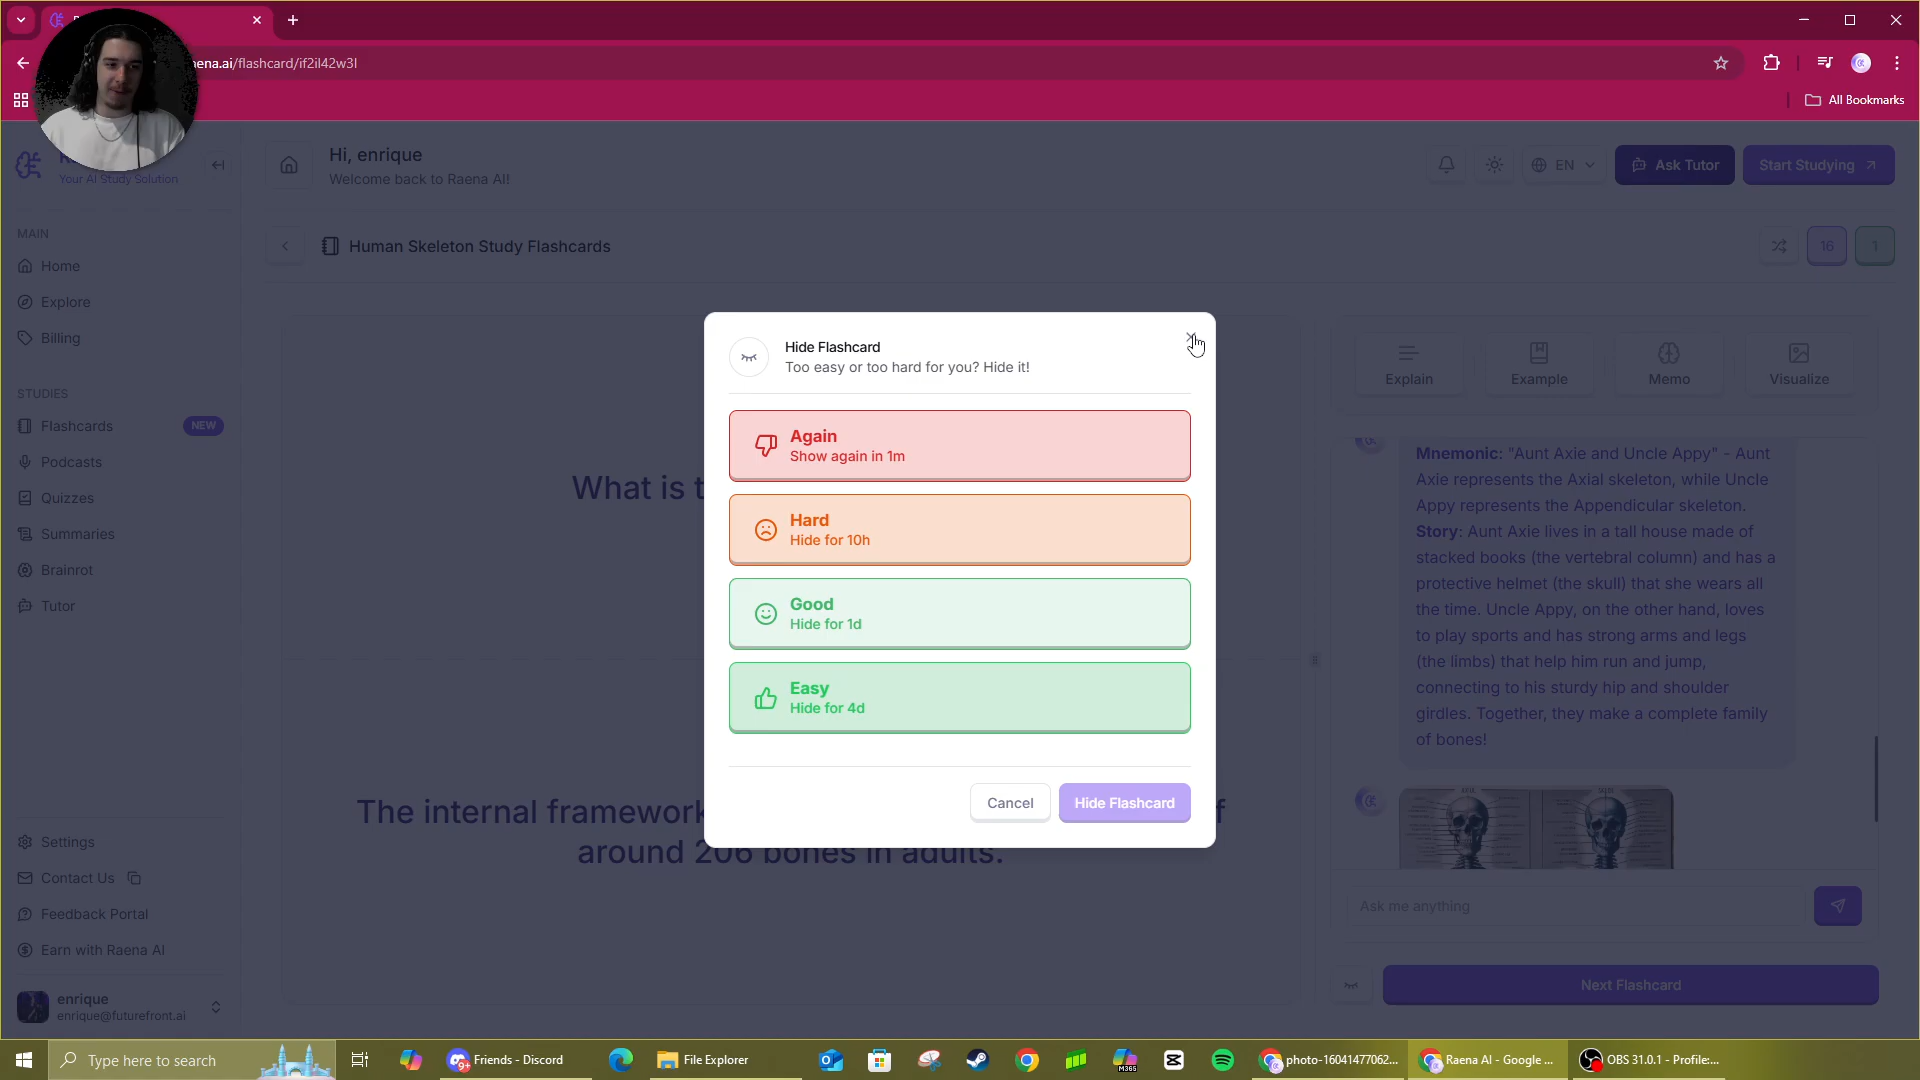 ena.ai/flashcard/if2il42w3l
All Bookmarks
Your AI Study Solution
Hi, enrique
Welcome back to Raena AI!
EN
Ask Tutor
Start Studying
MAIN
Home
Explore
Billing
STUDIES
Flashcards
NEW
Podcasts
Quizzes
Summaries
Brainrot
Tutor
Settings
Contact Us
Feedback Portal
Earn with Raena AI
enrique
enrique@futurefront.ai
Human Skeleton Study Flashcards
16
1
What is t
The internal framework
f
around 206 bones in adults.
Hide Flashcard
Too easy or too hard for you? Hide it!
Again
Show again in 1m
Hard
Hide for 10h
Good
Hide for 1d
Easy
Hide for 4d
Cancel
Hide Flashcard
Explain
Example
Memo
Visualize
Mnemonic: "Aunt Axie and Uncle Appy" - Aunt
Axie represents the Axial skeleton, while Uncle
Appy represents the Appendicular skeleton.
Story: Aunt Axie lives in a tall house made of
stacked books (the vertebral column) and has a
protective helmet (the skull) that she wears all
the time. Uncle Appy, on the other hand, loves
to play sports and has strong arms and legs
(the limbs) that help him run and jump,
connecting to his sturdy hip and shoulder
girdles. Together, they make a complete family
of bones!
Ask me anything
Next Flashcard
Type here to search
Friends - Discord
File Explorer
M365
photo-16041477062...
Raena AI - Google ...
OBS 31.0.1 - Profile:...